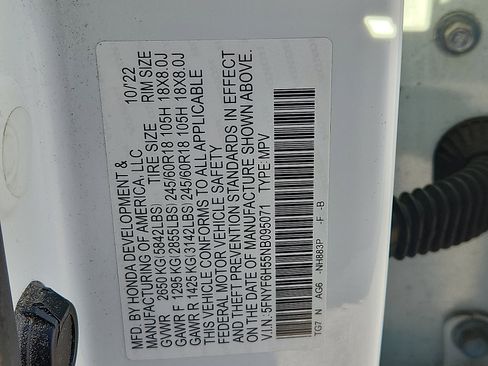 MFD. BY HONDA DEVELOPMENT & 10/22
MANUFACTURING OF AMERICA, LLC
GVWR 2650 KG(5842LBS) TIRE SIZE RIM SIZE
GAWR F 1295 KG(2855LBS) 245/60R18 105H 18X8.0J
GAWR R 1425 KG(3142LBS) 245/60R18 105H 18X8.0J
THIS VEHICLE CONFORMS TO ALL APPLICABLE
FEDERAL MOTOR VEHICLE SAFETY
AND THEFT PREVENTION STANDARDS IN EFFECT
ON THE DATE OF MANUFACTURE SHOWN ABOVE.
V.I.N.: 5FNYF6H55NB095071 TYPE: MPV
TG7 N AG6 -NH883P -F -B